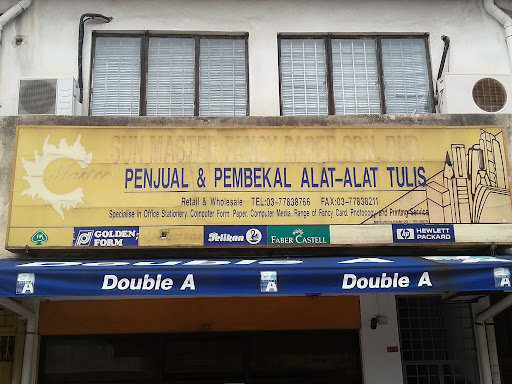 SUN MASTER FANCY PAPER SDN. BHD.
Master
PENJUAL & PEMBEKAL ALAT-ALAT TULIS
Retail & Wholesale TEL:03-77838766 FAX:03-77838211
Specialise in Office Stationery, Computer Form, Paper, Computer Media, Range of Fancy Card, Photocopy and Printing Service
GOLDEN FORM
Pelikan
FABER CASTELL
hp HEWLETT PACKARD
DOUBLE A
A Double A A Double A A